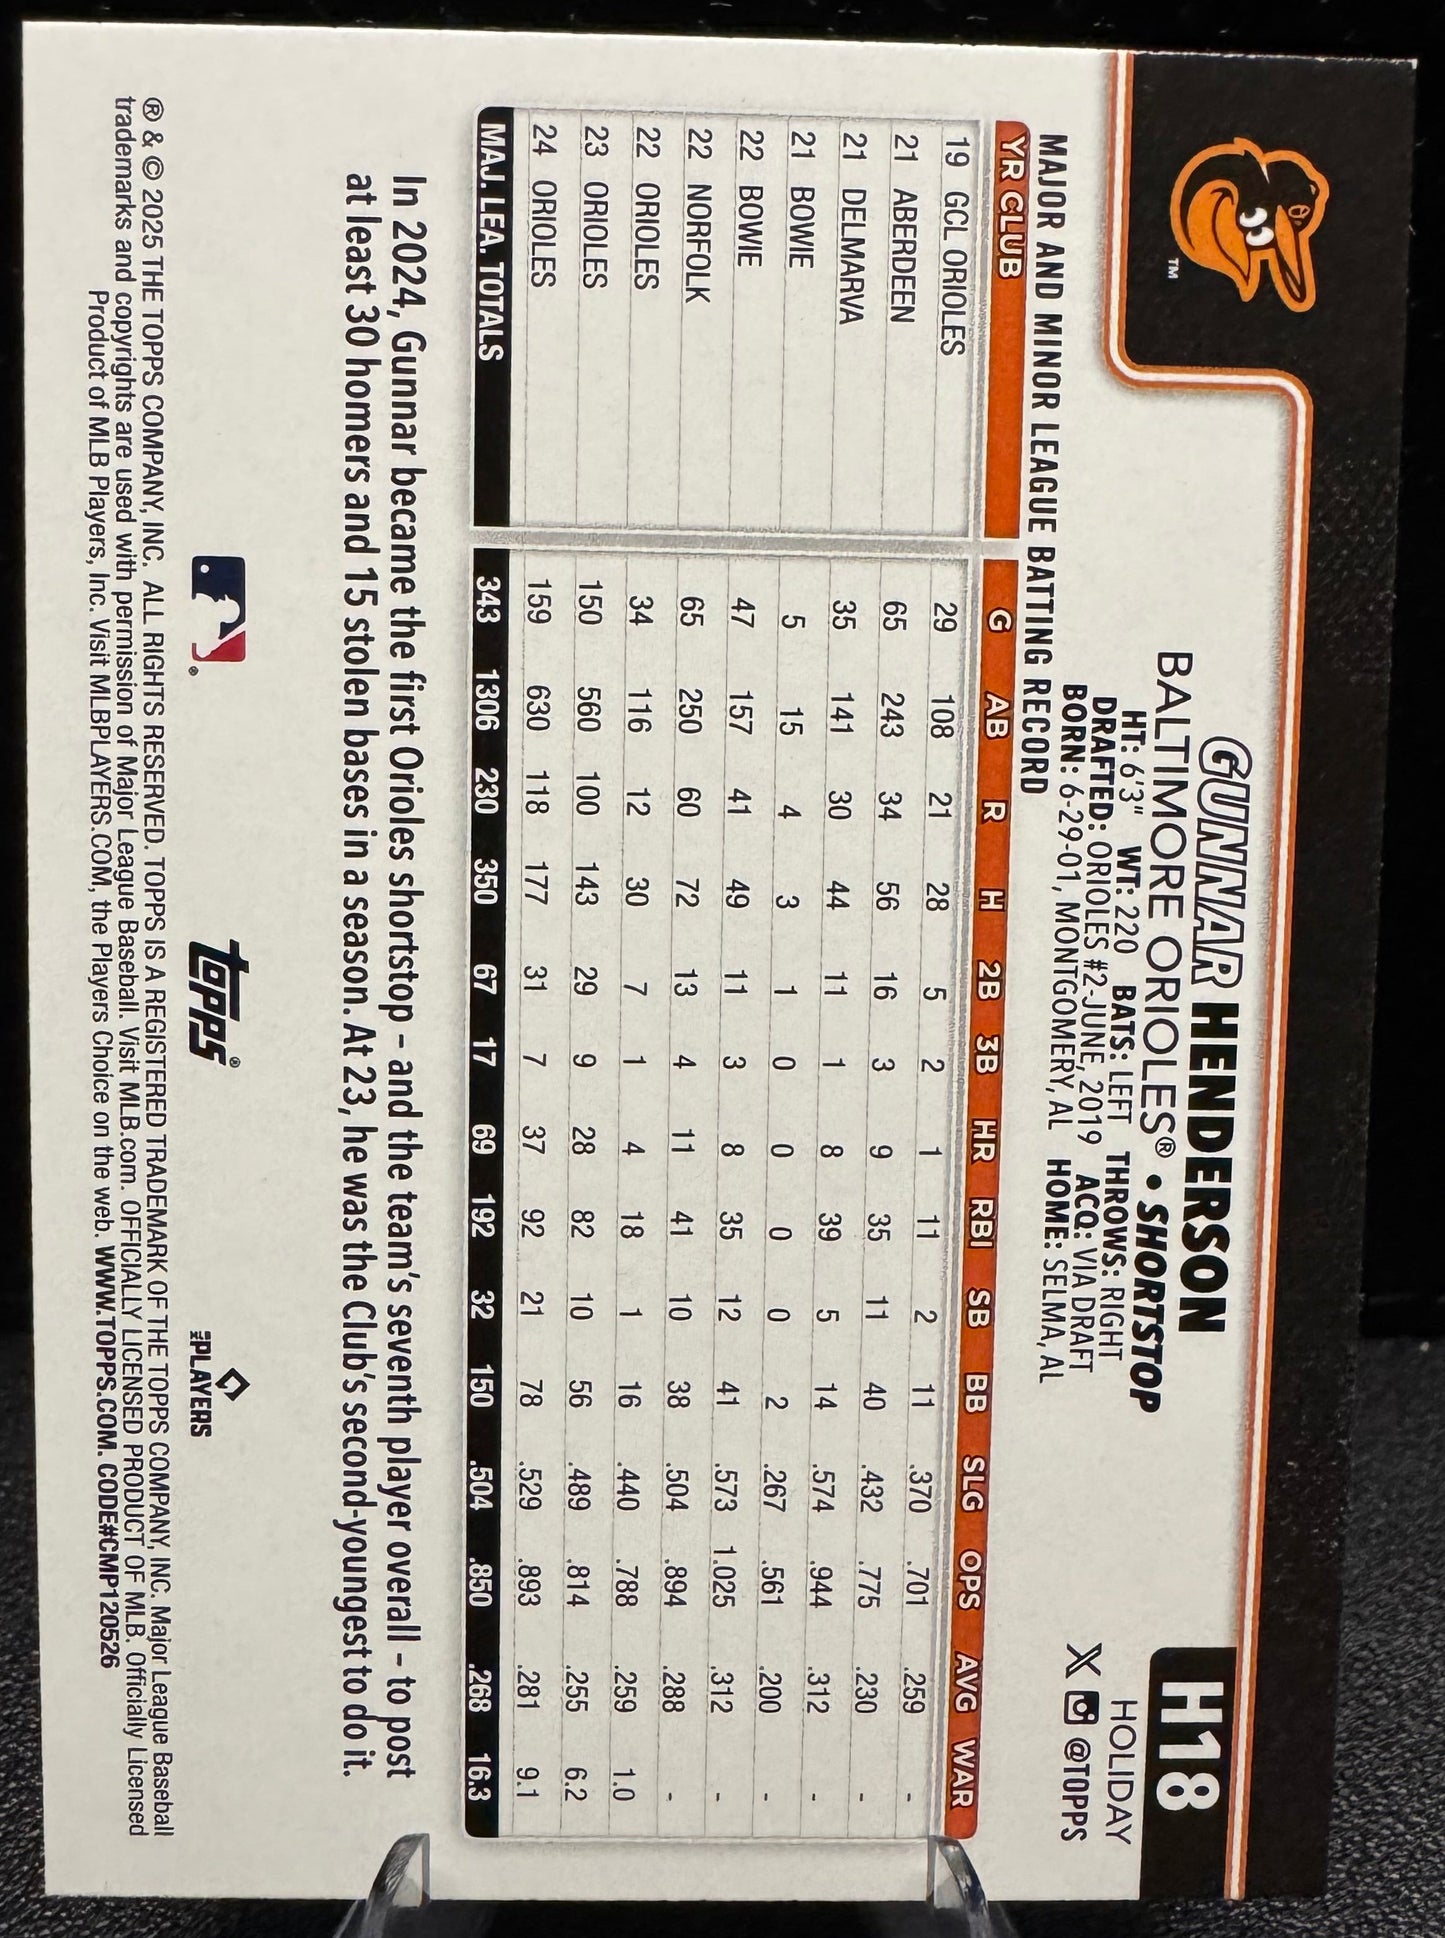 ™
H18
HOLIDAY
@TOPPS
GUNNAR HENDERSON
BALTIMORE ORIOLES® • SHORTSTOP
HT: 6'3" WT: 220 BATS: LEFT THROWS: RIGHT
DRAFTED: ORIOLES #2-JUNE, 2019 ACQ: VIA DRAFT
BORN: 6-29-01, MONTGOMERY, AL HOME: SELMA, AL
MAJOR AND MINOR LEAGUE BATTING RECORD
YR CLUB G AB R H 2B 3B HR RBI SB BB SLG OPS AVG WAR
19 GCL ORIOLES 29 108 21 28 5 2 1 11 2 11 .370 .701 .259 -
21 ABERDEEN 65 243 34 56 16 3 9 35 11 40 .432 .775 .230 -
21 DELMARVA 35 141 30 44 11 1 8 39 5 14 .574 .944 .312 -
21 BOWIE 5 15 4 3 1 0 0 0 0 2 .267 .561 .200 -
22 BOWIE 47 157 41 49 11 3 8 35 12 41 .573 1.025 .312 -
22 NORFOLK 65 250 60 72 13 4 11 41 10 38 .504 .894 .288 -
22 ORIOLES 34 116 12 30 7 1 4 18 1 16 .440 .788 .259 1.0
23 ORIOLES 150 560 100 143 29 9 28 82 10 56 .489 .814 .255 6.2
24 ORIOLES 159 630 118 177 31 7 37 92 21 78 .529 .893 .281 9.1
MAJ. LEA. TOTALS 343 1306 230 350 67 17 69 192 32 150 .504 .850 .268 16.3
In 2024, Gunnar became the first Orioles shortstop – and the team's seventh player overall – to post
at least 30 homers and 15 stolen bases in a season. At 23, he was the Club's second-youngest to do it.
®
topps®
THE PLAYERS
® & © 2025 THE TOPPS COMPANY, INC. ALL RIGHTS RESERVED. TOPPS IS A REGISTERED TRADEMARK OF THE TOPPS COMPANY, INC. Major League Baseball
trademarks and copyrights are used with permission of Major League Baseball. Visit MLB.com. OFFICIALLY LICENSED PRODUCT OF MLB. Officially Licensed
Product of MLB Players, Inc. Visit MLBPLAYERS.COM, the Players Choice on the web. WWW.TOPPS.COM. CODE#CMP120526